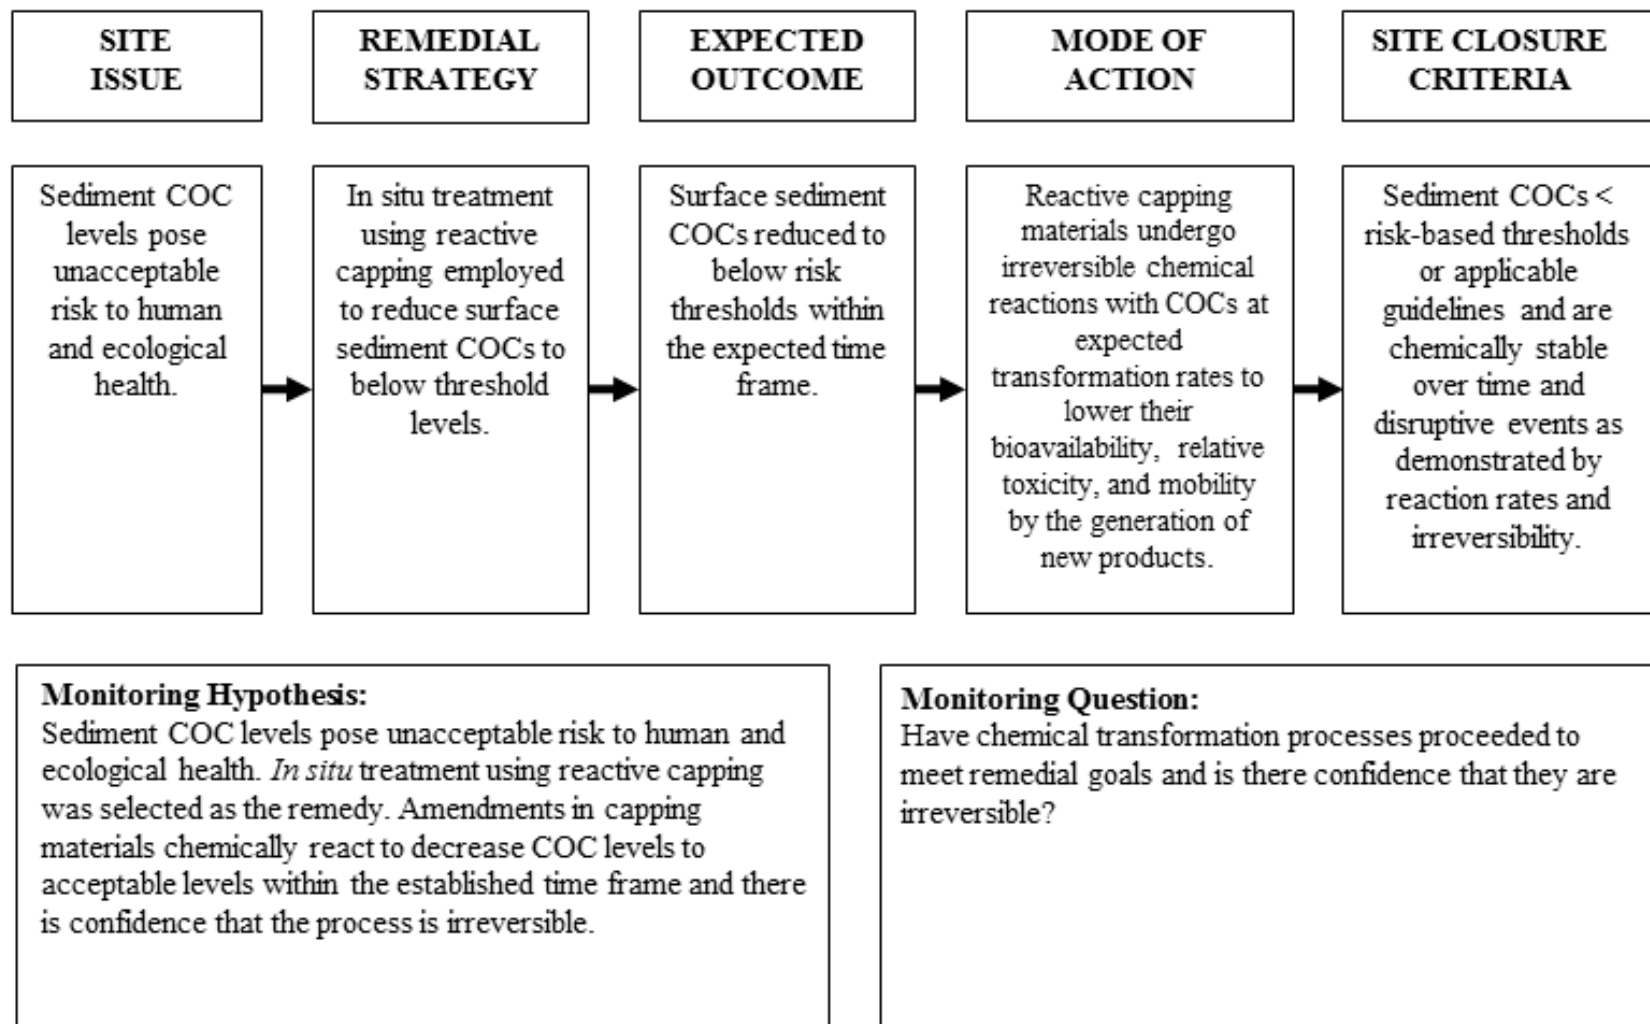 SITE
ISSUE
REMEDIAL
STRATEGY
EXPECTED
OUTCOME
MODE OF
ACTION
SITE CLOSURE
CRITERIA
Sediment COC
levels pose
unacceptable
risk to human
and ecological
health.
In situ treatment
using reactive
capping employed
to reduce surface
sediment COCs to
below threshold
levels.
Surface sediment
COCs reduced to
below risk
thresholds within
the expected time
frame.
Reactive capping
materials undergo
irreversible chemical
reactions with COCs at
expected
transformation rates to
lower their
bioavailability, relative
toxicity, and mobility
by the generation of
new products.
Sediment COCs <
risk-based thresholds
or applicable
guidelines and are
chemically stable
over time and
disruptive events as
demonstrated by
reaction rates and
irreversibility.
Monitoring Hypothesis:
Sediment COC levels pose unacceptable risk to human and
ecological health. In situ treatment using reactive capping
was selected as the remedy. Amendments in capping
materials chemically react to decrease COC levels to
acceptable levels within the established time frame and there
is confidence that the process is irreversible.
Monitoring Question:
Have chemical transformation processes proceeded to
meet remedial goals and is there confidence that they are
irreversible?